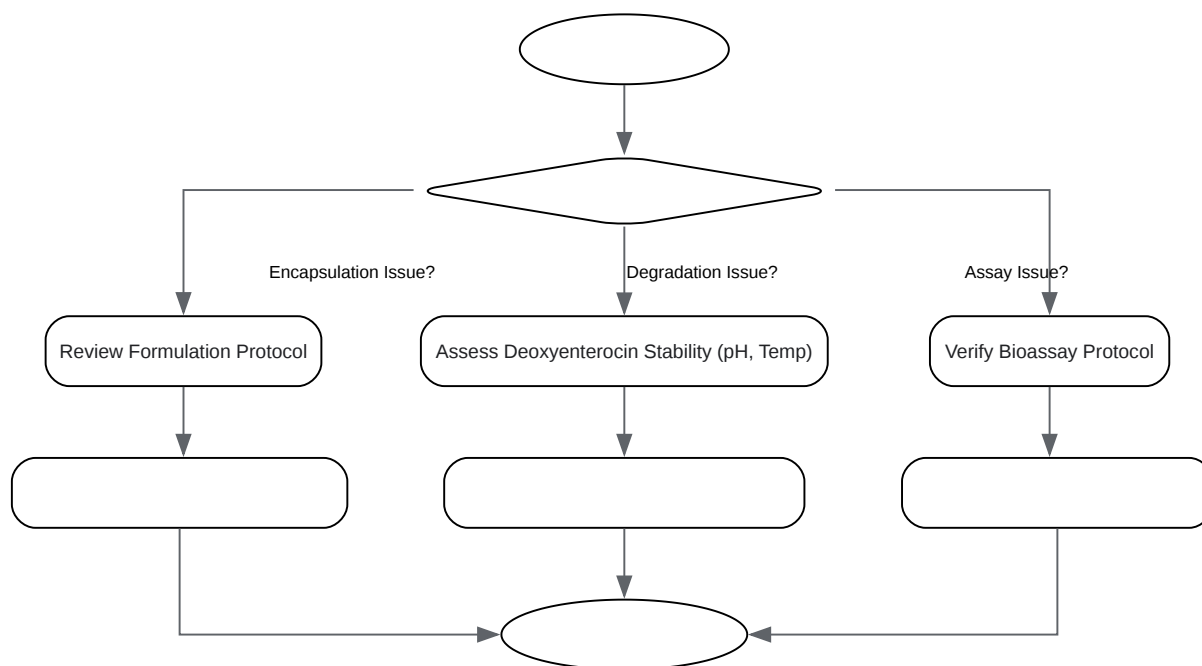 Encapsulation Issue?
Degradation Issue?
Assay Issue?
Review Formulation Protocol
Assess Deoxyenterocin Stability (pH, Temp)
Verify Bioassay Protocol